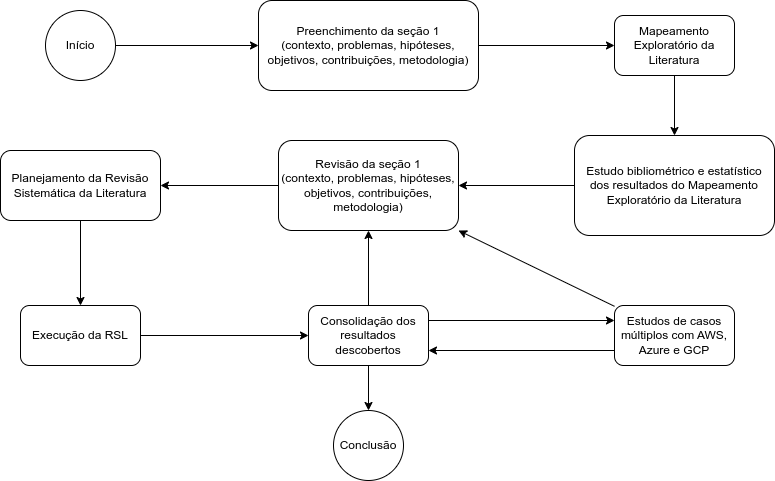 Início
Preenchimento da seção 1
(contexto, problemas, hipóteses,
objetivos, contribuições, metodologia)
Mapeamento
Exploratório da
Literatura
Estudo bibliométrico e estatístico
dos resultados do Mapeamento
Exploratório da Literatura
Revisão da seção 1
(contexto, problemas, hipóteses,
objetivos, contribuições,
metodologia)
Planejamento da Revisão
Sistemática da Literatura
Execução da RSL
Consolidação dos
resultados
descobertos
Estudos de casos
múltiplos com AWS,
Azure e GCP
Conclusão